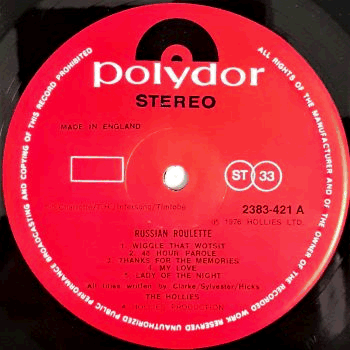 polydor
STEREO
MADE IN ENGLAND
ST 33
Intersong/Timtobe
2383-421 A
℗ 1976 HOLLIES LTD.
RUSSIAN ROULETTE
1. WIGGLE THAT WOTSIT
2. 48 HOUR PAROLE
3. THANKS FOR THE MEMORIES
4. MY LOVE
5. LADY OF THE NIGHT
All titles written by Clarke/Sylvester/Hicks
THE HOLLIES
A HOLLIES PRODUCTION
ALL RIGHTS OF THE MANUFACTURER AND OF THE OWNER OF THE RECORDED WORK RESERVED UNAUTHORIZED PUBLIC PERFORMANCE BROADCASTING AND COPYING OF THIS RECORD PROHIBITED